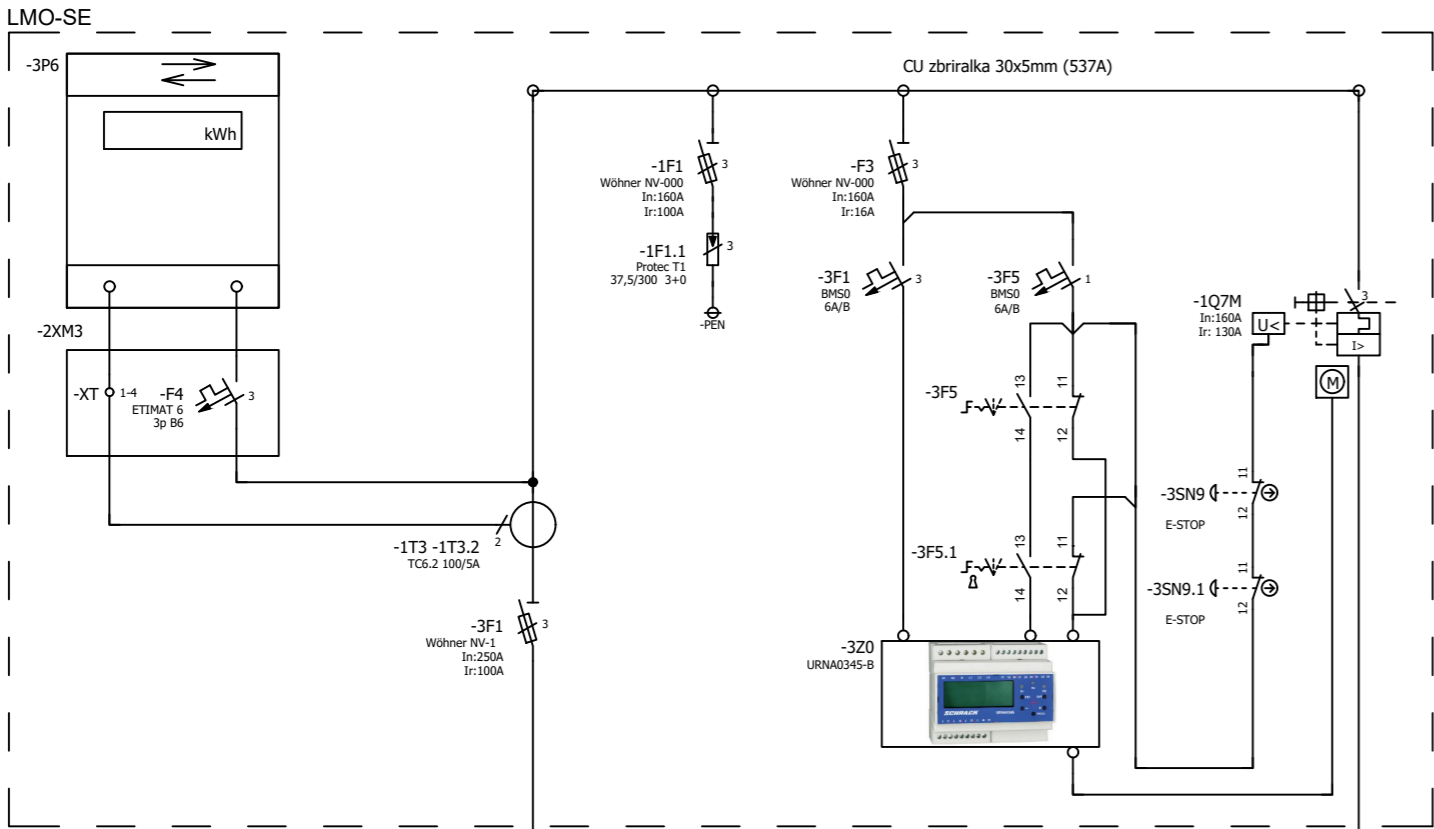 LMO-SE
-3P6
kWh
CU zbriralka 30x5mm (537A)
-1F1
3
Wöhner NV-000
In:160A
Ir:100A
-F3
3
Wöhner NV-000
In:160A
Ir:16A
-1F1.1
3
Protec T1
37,5/300 3+0
-PEN
-3F1
3
BMS0
6A/B
-3F5
1
BMS0
6A/B
-1Q7M
3
In:160A
Ir: 130A
U<
I>
M
-2XM3
-XT
1-4
-F4
3
ETIMAT 6
3p B6
-3F5
13
11
14
12
-3SN9
11
12
E-STOP
-1T3 -1T3.2
2
TC6.2 100/5A
-3F5.1
13
11
14
12
-3SN9.1
11
12
E-STOP
-3F1
3
Wöhner NV-1
In:250A
Ir:100A
-3Z0
URNA0345-B
SCHRACK